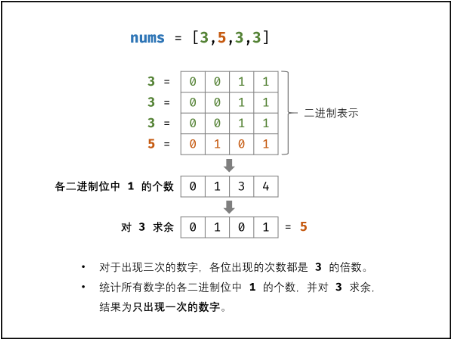 nums = [3,5,3,3]
3 = 0 0 1 1
3 = 0 0 1 1
3 = 0 0 1 1
二进制表示
5 = 0 1 0 1
各二进制位中 1 的个数 0 1 3 4
对 3 求余 0 1 0 1 = 5
• 对于出现三次的数字，各位出现的次数都是 3 的倍数。
• 统计所有数字的各二进制位中 1 的个数，并对 3 求余，
结果为只出现一次的数字。